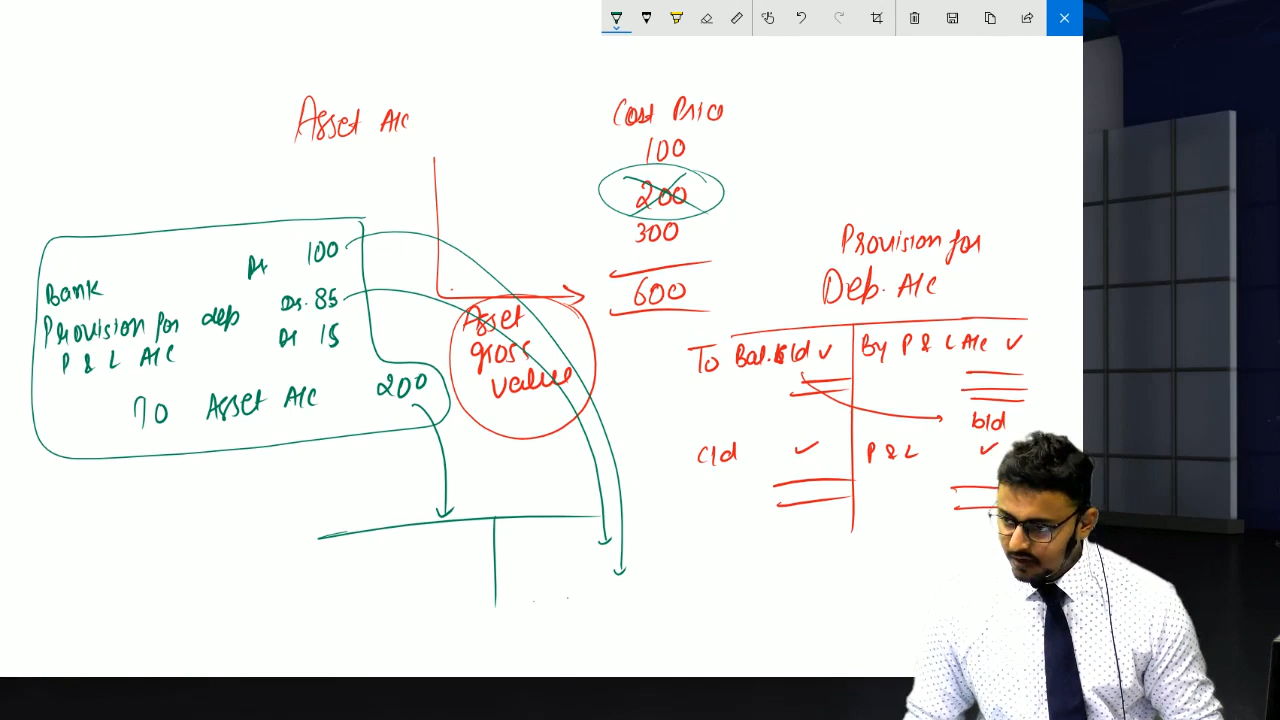 Asset A/c
Cost Price
100
200
300
600
Bank Dr 100
Provision for dep Dr. 85
P & L A/c Dr 15
To Asset A/c 200
Asset
gross
value
Provision for
Dep. A/c
To Bal. c/d ✓ By P & L A/c ✓
b/d
c/d ✓ P & L ✓